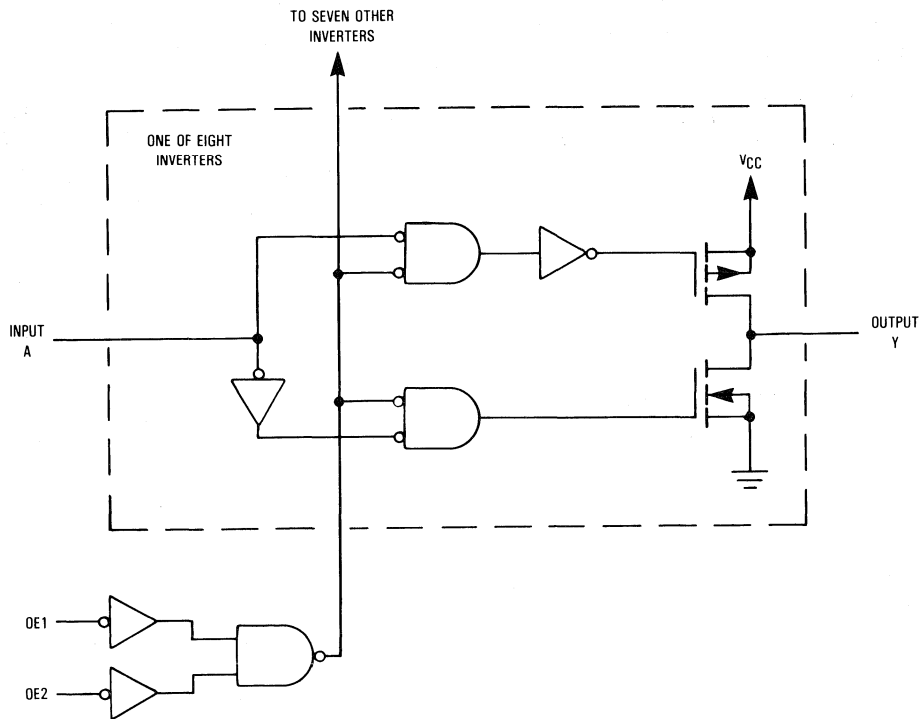 TO SEVEN OTHER
INVERTERS
ONE OF EIGHT
INVERTERS
VCC
INPUT
A
OUTPUT
Y
OE1
OE2